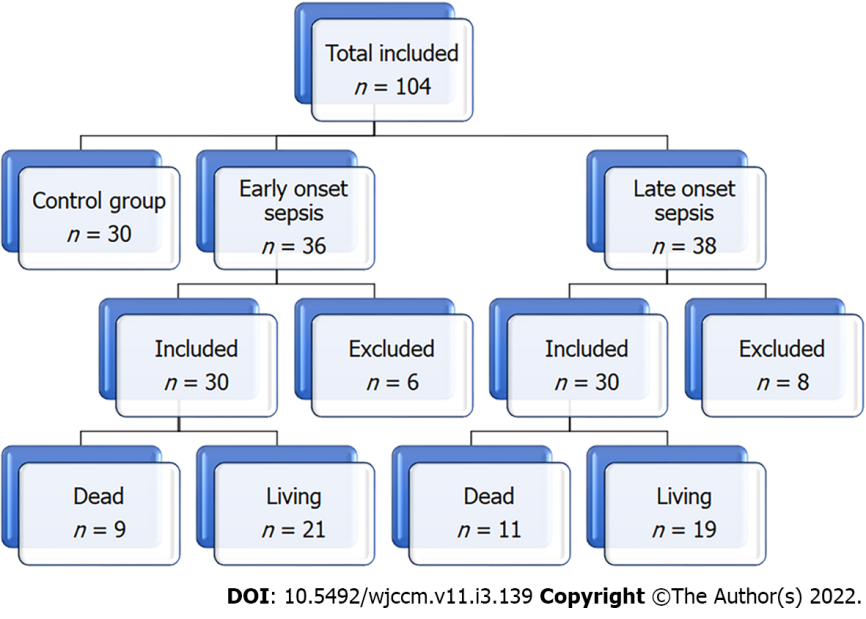 Total included
n = 104
Control group
n = 30
Early onset
sepsis
n = 36
Late onset
sepsis
n = 38
Included
n = 30
Excluded
n = 6
Included
n = 30
Excluded
n = 8
Dead
n = 9
Living
n = 21
Dead
n = 11
Living
n = 19
DOI: 10.5492/wjccm.v11.i3.139 Copyright ©The Author(s) 2022.